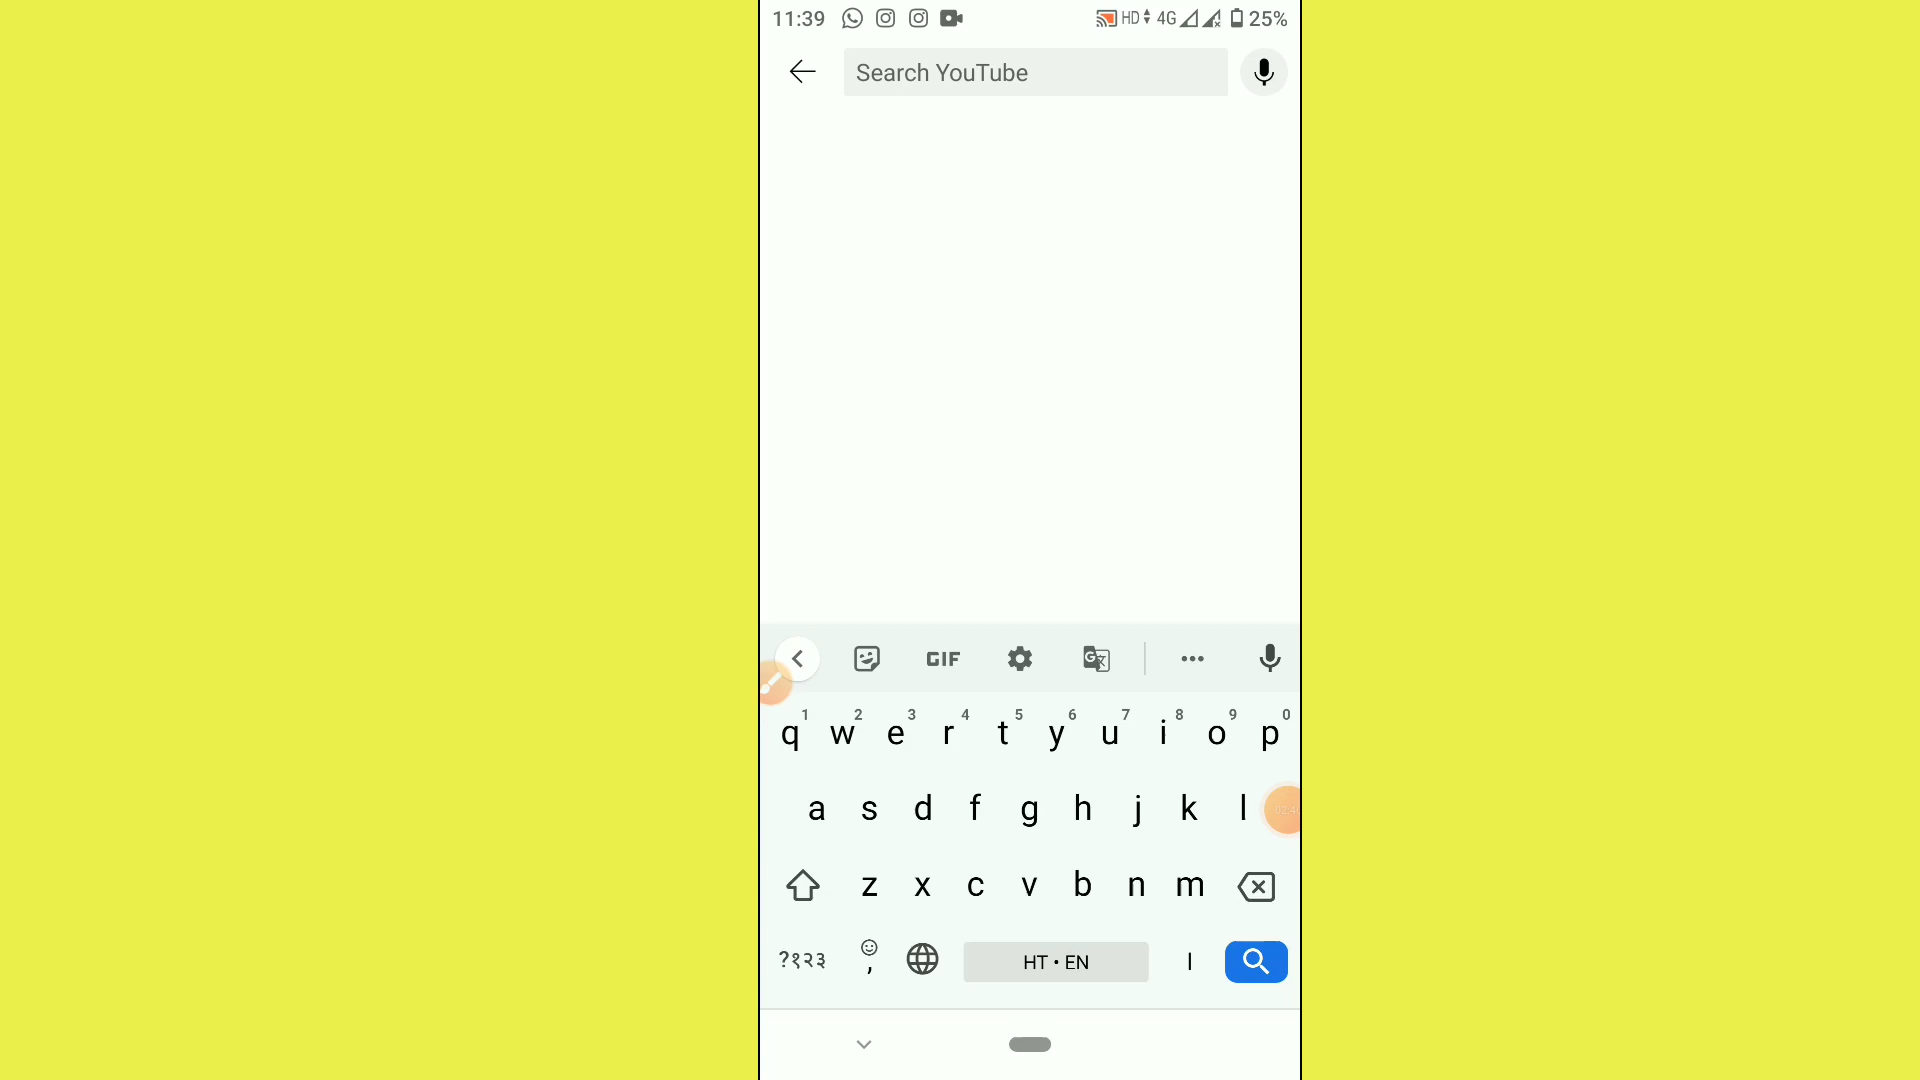 11:39 HD 4G 25%
Search YouTube
GIF G
1 2 3 4 5 6 7 8 9 0
q w e r t y u i o p
a s d f g h j k l
z x c v b n m
?१२३ , HT • EN ।